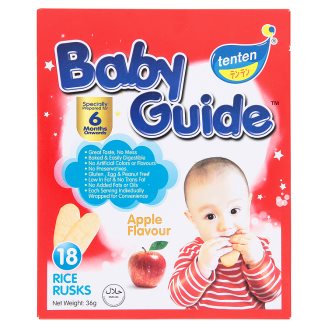 tenten
テンテン
Baby
Guide™
Specially
Prepared for
6
Months
Onwards
• Great Taste, No Mess
• Baked & Easily Digestible
• No Artificial Colors or Flavours
• No Preservatives
• Gluten, Egg & Peanut Free
• Low In Fat & No Trans Fat
• No Added Fats or Oils
• Each Serving Individually
Wrapped for Convenience
Apple
Flavour
18
RICE
RUSKS
Net Weight: 36g
حلال